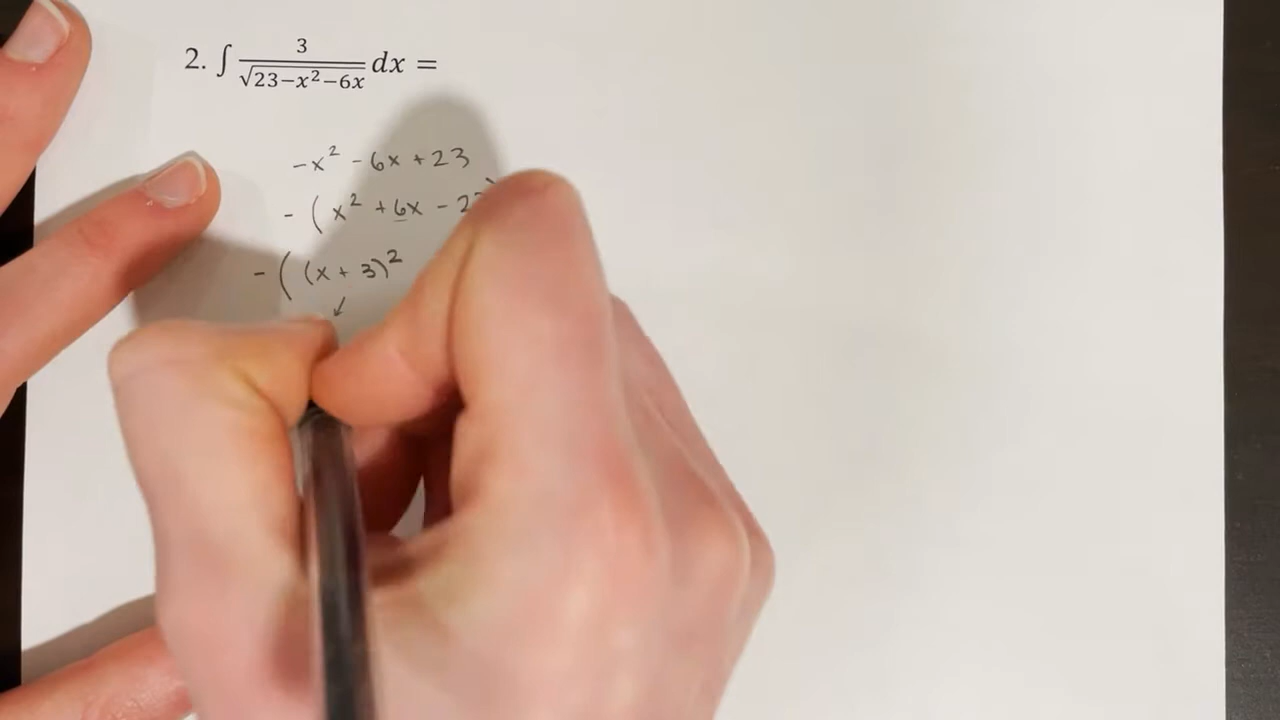 2. ∫ 3/√(23−x²−6x) dx =
−x² − 6x + 23
− (x² + 6x − 2
− ((x + 3)²
↙